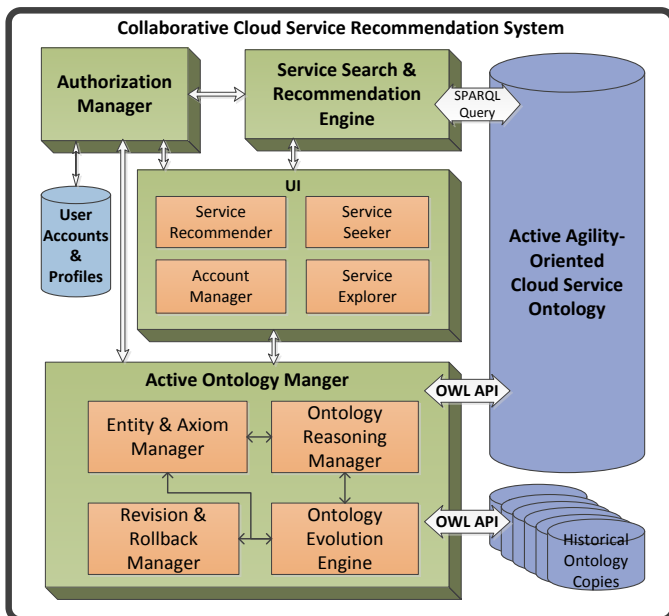 Collaborative Cloud Service Recommendation System
Authorization
Manager
Service Search &
Recommendation
Engine
SPARQL
Query
User
Accounts
&
Profiles
UI
Service
Recommender
Service
Seeker
Account
Manager
Service
Explorer
Active Agility-
Oriented
Cloud Service
Ontology
Active Ontology Manger
OWL API
Entity & Axiom
Manager
Ontology
Reasoning
Manager
Revision &
Rollback
Manager
Ontology
Evolution
Engine
OWL API
Historical
Ontology
Copies